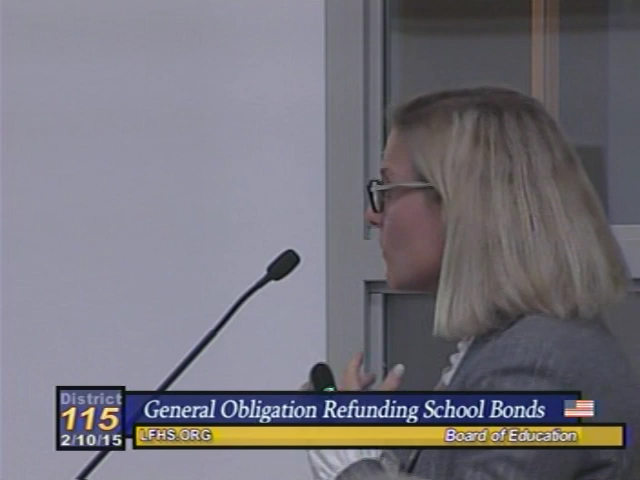 District
115
2/10/15
General Obligation Refunding School Bonds
LFHS.ORG
Board of Education